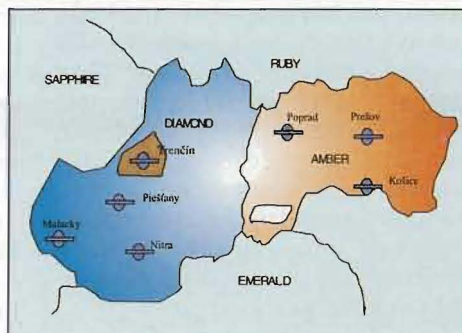 RUBY
SAPPHIRE
DIAMOND
Poprad
Prešov
Trenčín
AMBER
Košice
Piešťany
Malacky
Nitra
EMERALD